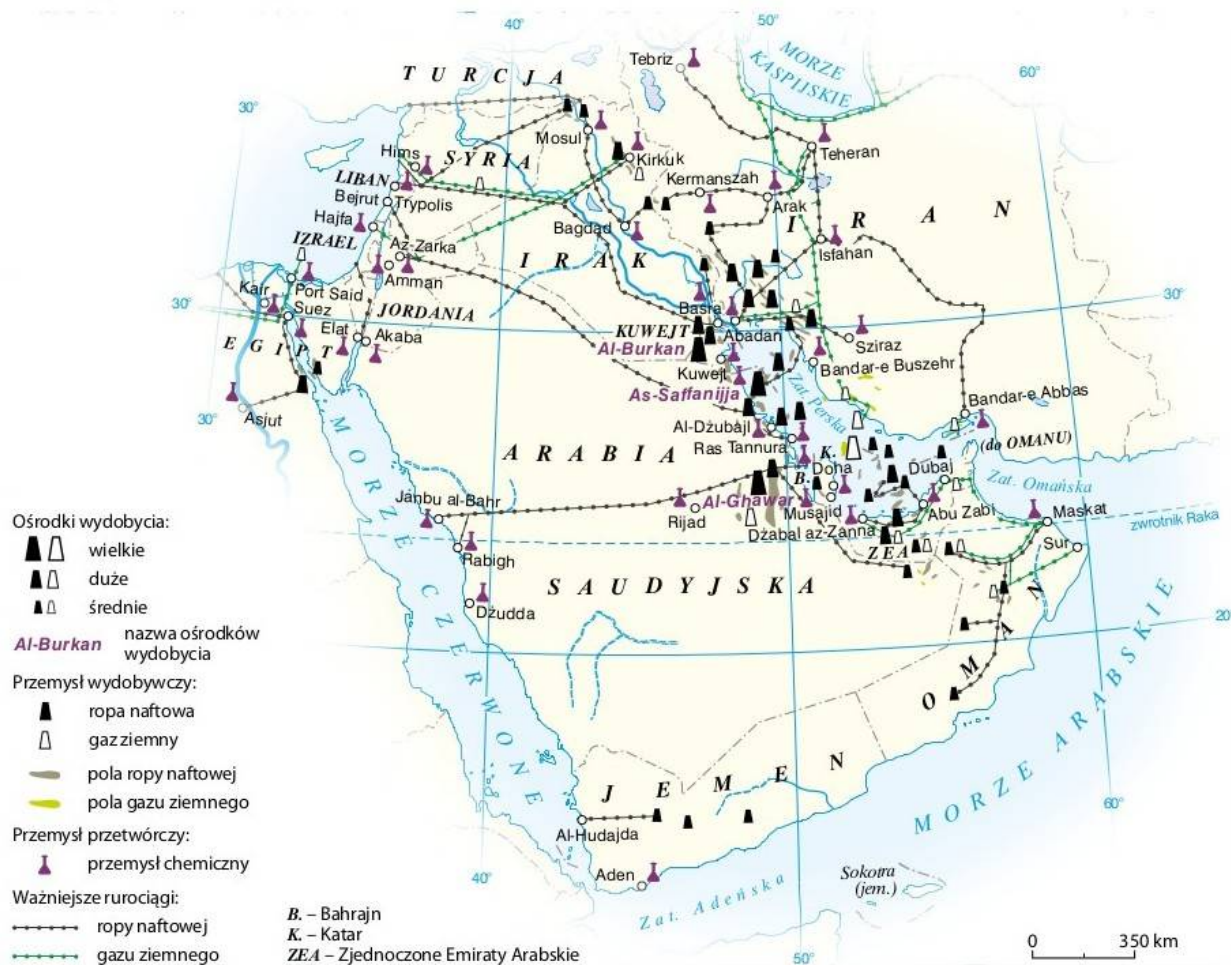 40°
50°
60°
30°
30°
30°
30°
20°
40°
50°
60°
TURCJA
Tebriz
MORZE
KASPIJSKIE
Mosul
Teheran
Hims
SYRIA
Kirkuk
Kermanszah
LIBAN
Trypolis
Bejrut
Arak
IRAN
Hajfa
Bagdad
Isfahan
IZRAEL
Az-Zarka
Amman
IRAK
Kair
Port Said
Suez
JORDANIA
Basra
Abadan
Elat
Akaba
KUWEJT
Al-Burkan
Sziraz
EGIPT
Kuwejt
Bandar-e Buszehr
As-Saffanijja
Zat. Perska
Asjut
Al-Dżubajl
Bandar-e Abbas
Ras Tannura
(do OMANU)
ARABIA
K.
Doha
Dubaj
Zat. Omańska
B.
Janbu al-Bahr
Al-Ghawar
Rijad
Musajid
Abu Zabi
Maskat
Dżabal az-Zanna
zwrotnik Raka
Rabigh
ZEA
Sur
SAUDYJSKA
Dżudda
MORZE CZERWONE
OMAN
MORZE ARABSKIE
JEMEN
Al-Hudajda
Aden
Zat. Adeńska
Sokotra
(jem.)
Ośrodki wydobycia:
wielkie
duże
średnie
Al-Burkan nazwa ośrodków
wydobycia
Przemysł wydobywczy:
ropa naftowa
gaz ziemny
pola ropy naftowej
pola gazu ziemnego
Przemysł przetwórczy:
przemysł chemiczny
Ważniejsze rurociągi:
ropy naftowej
gazu ziemnego
B. – Bahrajn
K. – Katar
ZEA – Zjednoczone Emiraty Arabskie
0 350 km